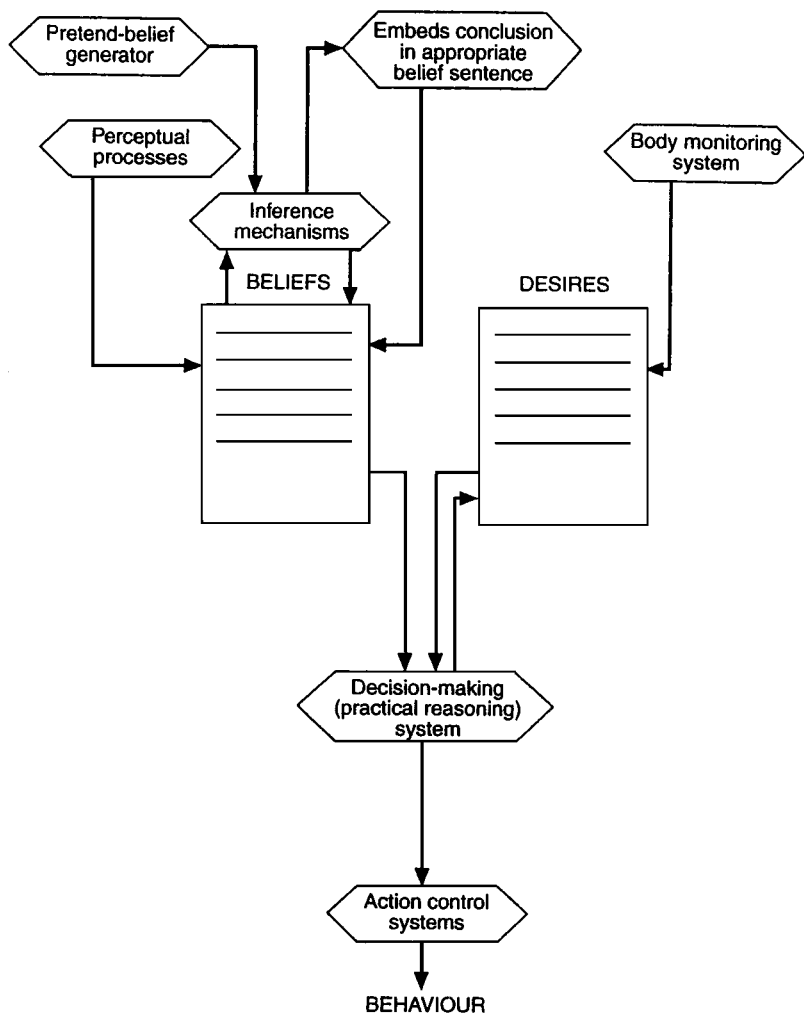 Pretend-belief
generator
Embeds conclusion
in appropriate
belief sentence
Perceptual
processes
Body monitoring
system
Inference
mechanisms
BELIEFS
DESIRES
Decision-making
(practical reasoning)
system
Action control
systems
BEHAVIOUR